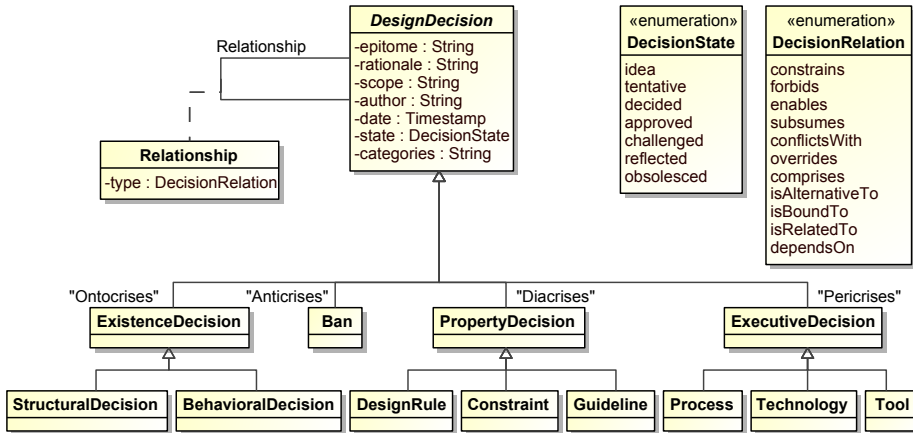 DesignDecision
-epitome : String
-rationale : String
-scope : String
-author : String
-date : Timestamp
-state : DecisionState
-categories : String
Relationship
Relationship
-type : DecisionRelation
«enumeration»
DecisionState
idea
tentative
decided
approved
challenged
reflected
obsolesced
«enumeration»
DecisionRelation
constrains
forbids
enables
subsumes
conflictsWith
overrides
comprises
isAlternativeTo
isBoundTo
isRelatedTo
dependsOn
"Ontocrises"
"Anticrises"
"Diacrises"
"Pericrises"
ExistenceDecision
Ban
PropertyDecision
ExecutiveDecision
StructuralDecision
BehavioralDecision
DesignRule
Constraint
Guideline
Process
Technology
Tool